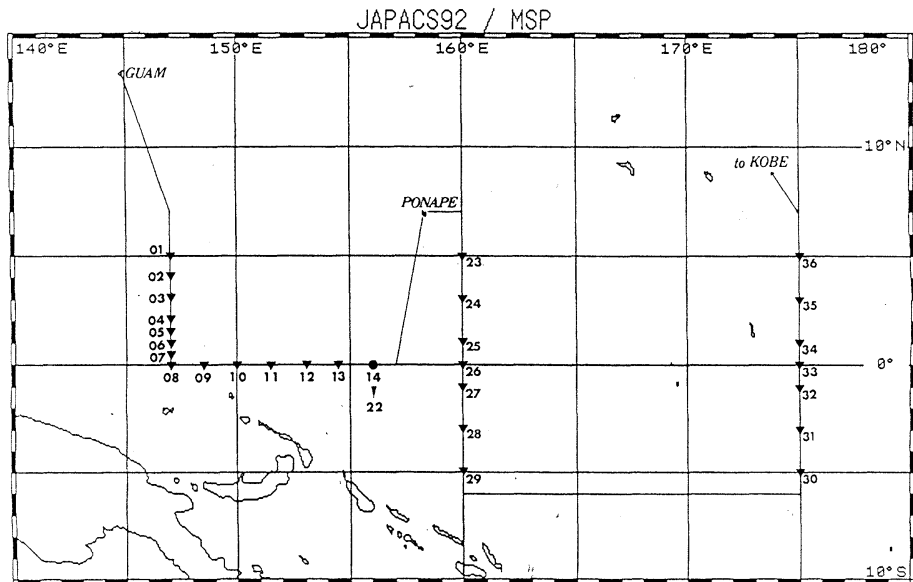 JAPACS92 / MSP
140°E 150°E 160°E 170°E 180°
GUAM
10°N
to KOBE
PONAPE
01 23 36
02
03 24 35
04
05
06 25 34
07
08 09 10 11 12 13 14 26 33 0°
22 27 32
28 31
29 30
10°S